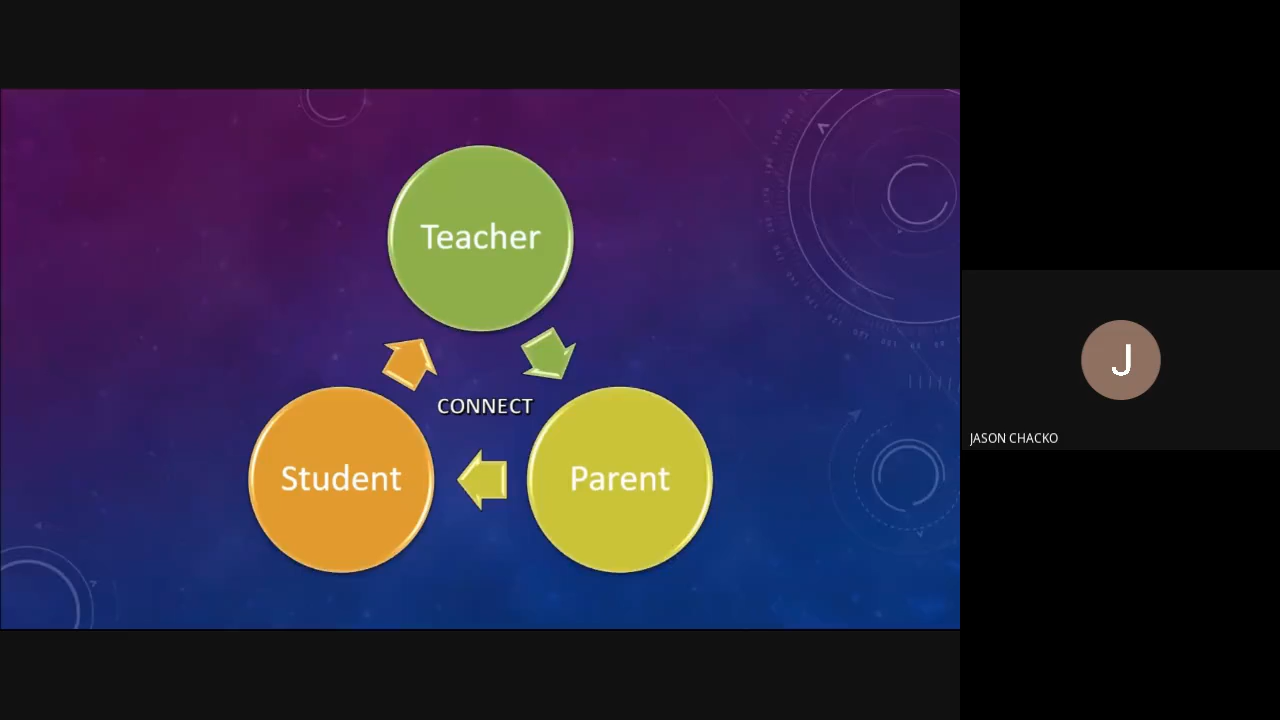 Teacher
CONNECT
Student
Parent
J
JASON CHACKO